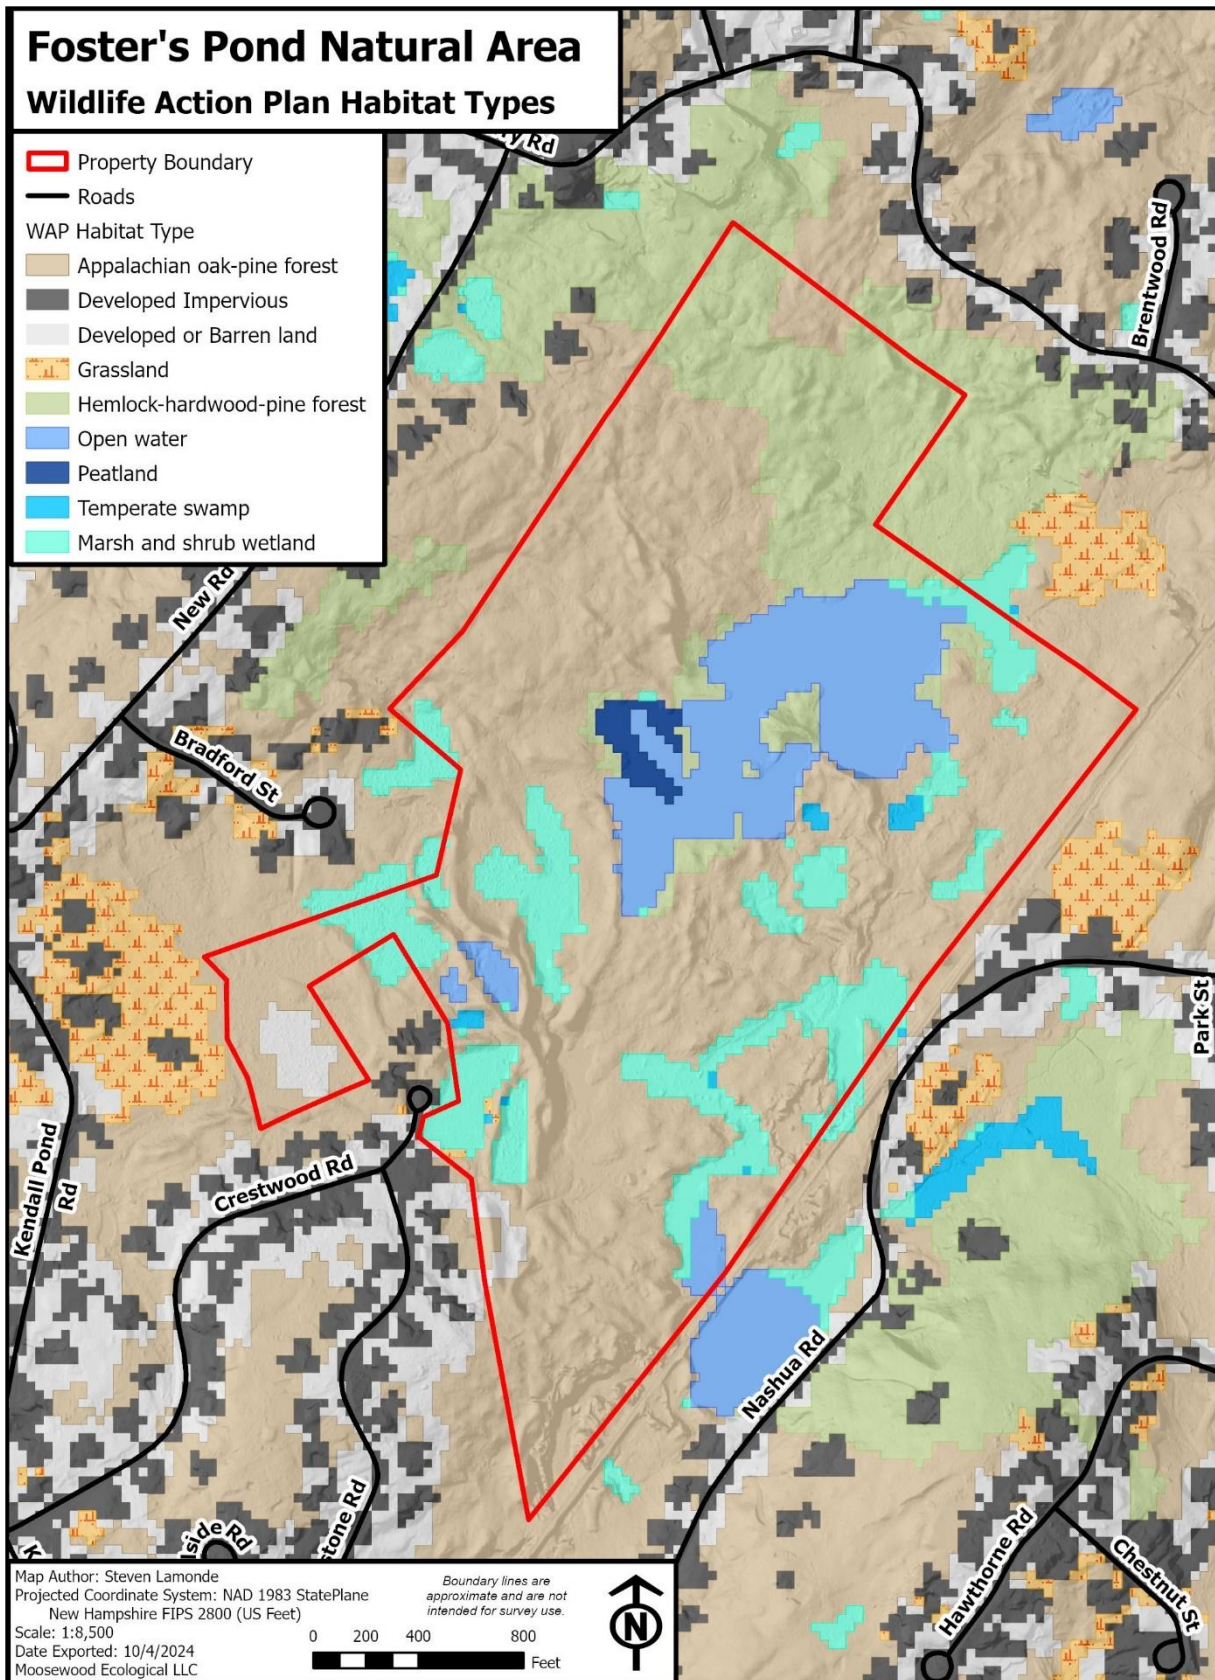 Foster's Pond Natural Area
Wildlife Action Plan Habitat Types
Property Boundary
Roads
WAP Habitat Type
Appalachian oak-pine forest
Developed Impervious
Developed or Barren land
Grassland
Hemlock-hardwood-pine forest
Open water
Peatland
Temperate swamp
Marsh and shrub wetland
Rd
Brentwood Rd
New Rd
Bradford St
Park St
Kendall Pond
Rd
Crestwood Rd
Nashua Rd
stone Rd
lside Rd
K
Hawthorne Rd
Chestnut St
Map Author: Steven Lamonde
Projected Coordinate System: NAD 1983 StatePlane
New Hampshire FIPS 2800 (US Feet)
Scale: 1:8,500
Date Exported: 10/4/2024
Moosewood Ecological LLC
Boundary lines are
approximate and are not
intended for survey use.
N
0 200 400 800
Feet